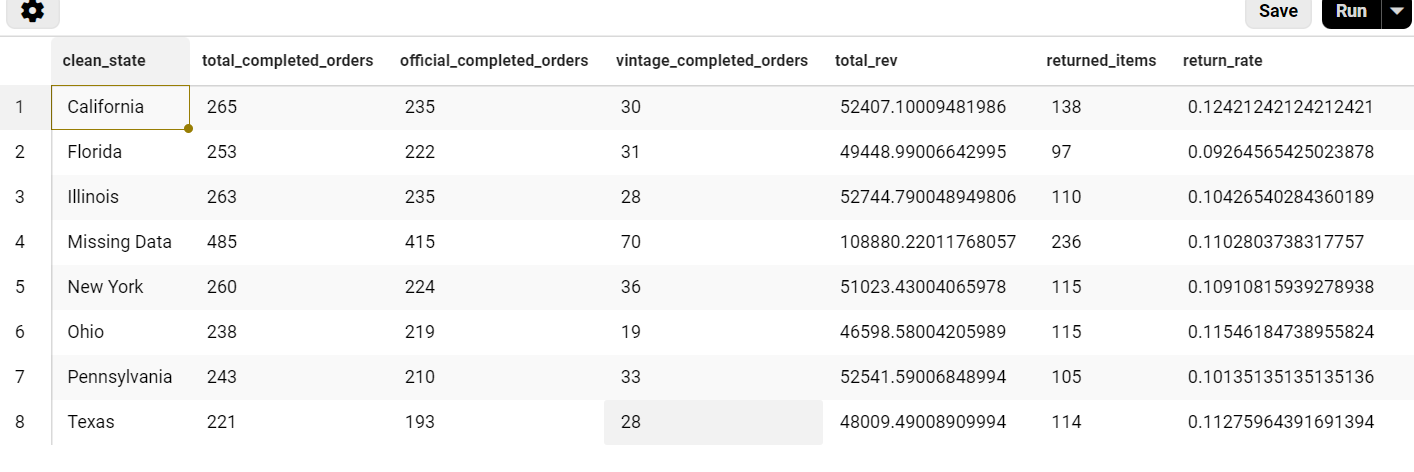 Save Run
clean_state total_completed_orders official_completed_orders vintage_completed_orders total_rev returned_items return_rate
1 California 265 235 30 52407.10009481986 138 0.12421242124212421
2 Florida 253 222 31 49448.99006642995 97 0.09264565425023878
3 Illinois 263 235 28 52744.790048949806 110 0.10426540284360189
4 Missing Data 485 415 70 108880.22011768057 236 0.1102803738317757
5 New York 260 224 36 51023.43004065978 115 0.10910815939278938
6 Ohio 238 219 19 46598.58004205989 115 0.11546184738955824
7 Pennsylvania 243 210 33 52541.59006848994 105 0.10135135135135136
8 Texas 221 193 28 48009.49008909994 114 0.11275964391691394